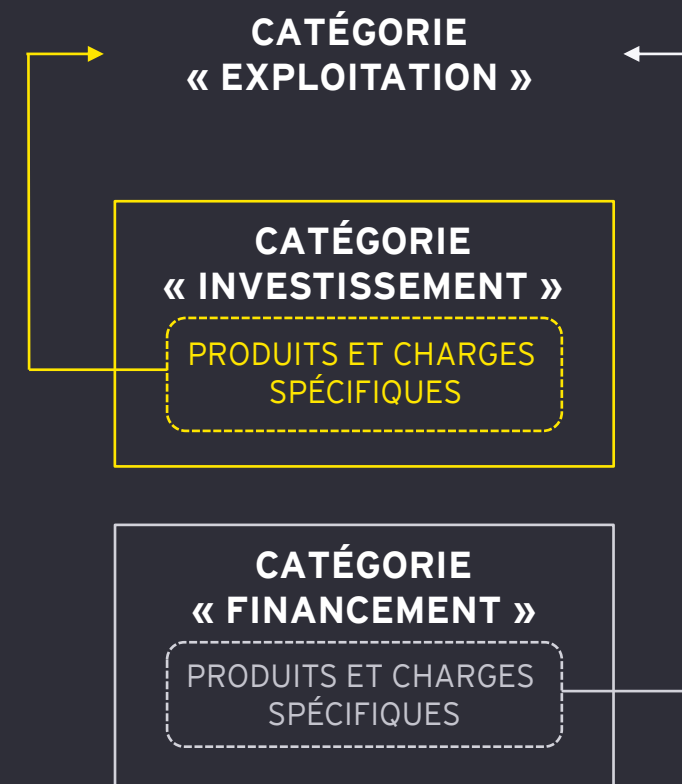 CATÉGORIE
« EXPLOITATION »
CATÉGORIE
« INVESTISSEMENT »
PRODUITS ET CHARGES
SPÉCIFIQUES
CATÉGORIE
« FINANCEMENT »
PRODUITS ET CHARGES
SPÉCIFIQUES